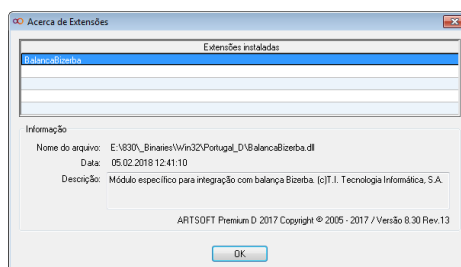 Acerca de Extensões
Extensões instaladas
BalancaBizerba
Informação
Nome do arquivo: E:\830\_Binaries\Win32\Portugal_D\BalancaBizerba.dll
Data: 05.02.2018 12:41:10
Descrição: Módulo específico para integração com balança Bizerba. (c)T.I. Tecnologia Informática, S.A.
ARTSOFT Premium D 2017 Copyright © 2005 - 2017 / Versão 8.30 Rev.13
OK